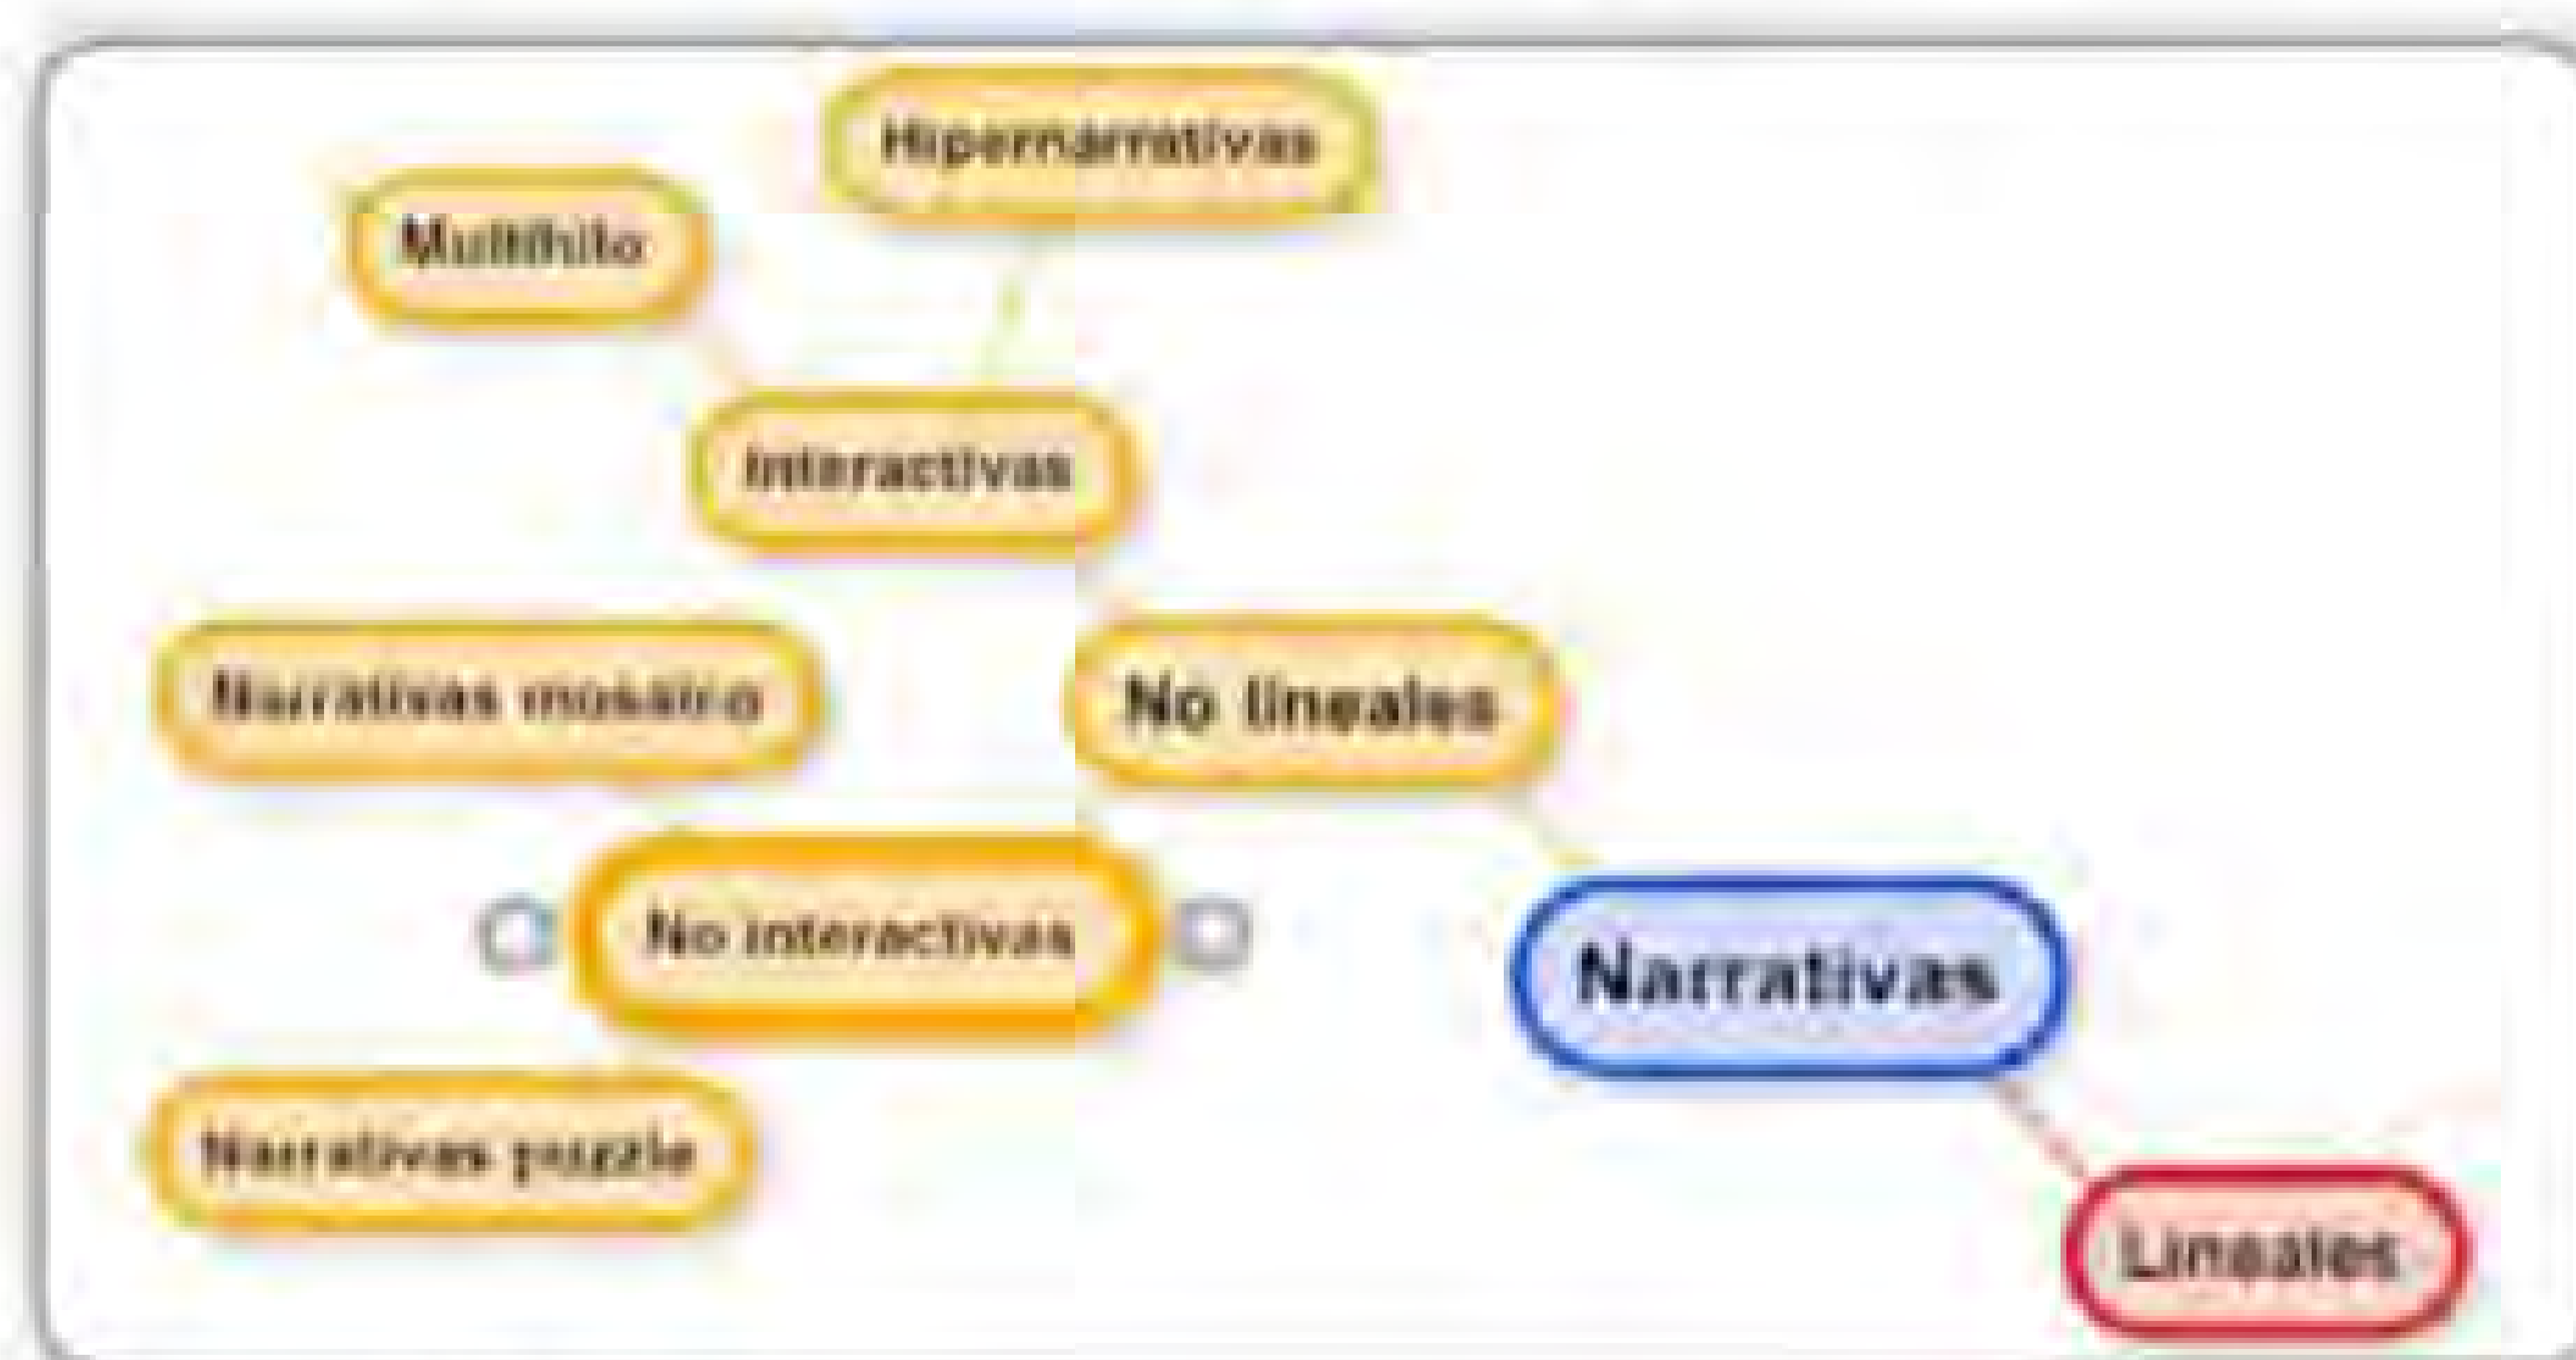 Hipernarrativas
Multihilo
Interactivas
Narrativas mosaico
No lineales
No interactivas
Narrativas
Narrativas puzzle
Lineales